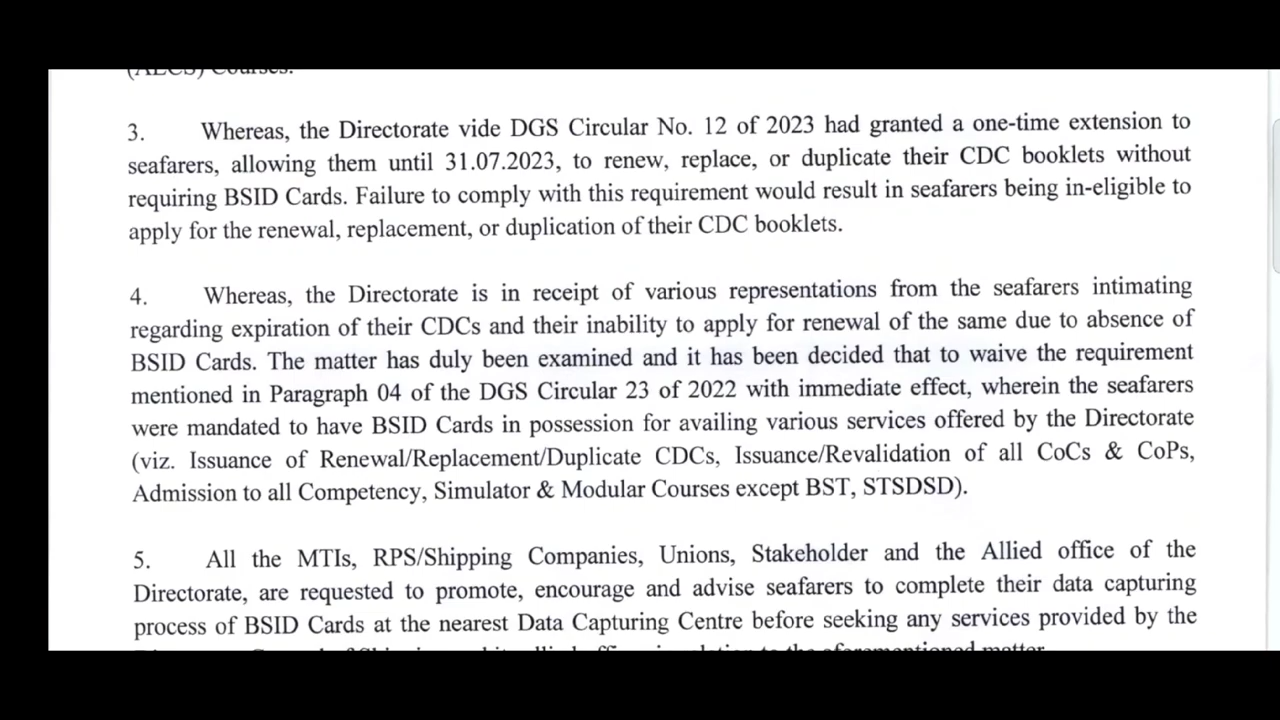 (AECS) Courses.
3. Whereas, the Directorate vide DGS Circular No. 12 of 2023 had granted a one-time extension to
seafarers, allowing them until 31.07.2023, to renew, replace, or duplicate their CDC booklets without
requiring BSID Cards. Failure to comply with this requirement would result in seafarers being in-eligible to
apply for the renewal, replacement, or duplication of their CDC booklets.
4. Whereas, the Directorate is in receipt of various representations from the seafarers intimating
regarding expiration of their CDCs and their inability to apply for renewal of the same due to absence of
BSID Cards. The matter has duly been examined and it has been decided that to waive the requirement
mentioned in Paragraph 04 of the DGS Circular 23 of 2022 with immediate effect, wherein the seafarers
were mandated to have BSID Cards in possession for availing various services offered by the Directorate
(viz. Issuance of Renewal/Replacement/Duplicate CDCs, Issuance/Revalidation of all CoCs & CoPs,
Admission to all Competency, Simulator & Modular Courses except BST, STSDSD).
5. All the MTIs, RPS/Shipping Companies, Unions, Stakeholder and the Allied office of the
Directorate, are requested to promote, encourage and advise seafarers to complete their data capturing
process of BSID Cards at the nearest Data Capturing Centre before seeking any services provided by the
the aforementioned matter